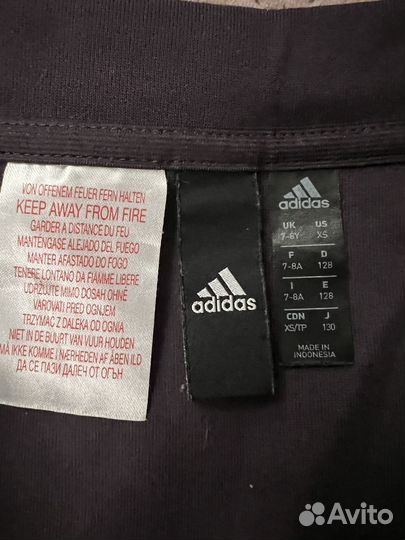 VON OFFENEM FEUER FERN HALTEN
KEEP AWAY FROM FIRE
GARDER A DISTANCE DU FEU
MANTÉNGASE ALEJADO DEL FUEGO
MANTER AFASTADO DO FOGO
TENERE LONTANO DA FIAMME LIBERE
UDRŽUJTE MIMO DOSAH OHNĚ
VAROVATI PRED OGNJEM
TRZYMAĆ Z DALEKA OD OGNIA
NIET IN DE BUURT VAN VUUR HOUDEN
MÅ IKKE KOMME I NÆRHEDEN AF ÅBEN ILD
ДА СЕ ПАЗИ ДАЛЕЧ ОТ ОГЪН
adidas
adidas
UK US
7-8Y XS
F D
7-8A 128
I E
7-8A 128
CDN J
XS/TP 130
MADE IN
INDONESIA
Avito